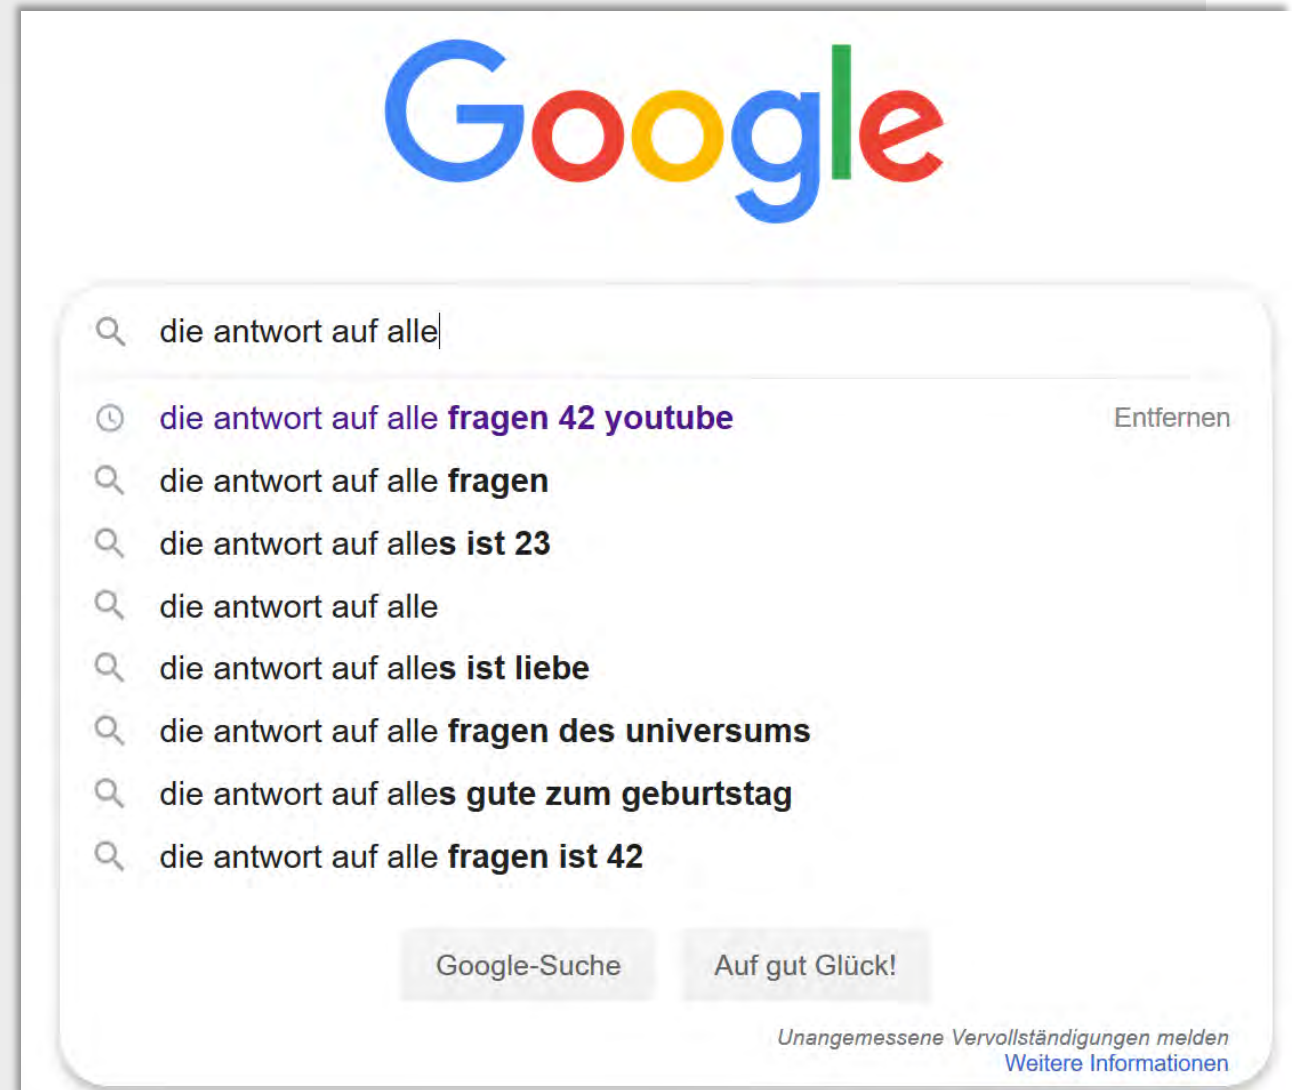 Google
die antwort auf alle
die antwort auf alle fragen 42 youtube Entfernen
die antwort auf alle fragen
die antwort auf alles ist 23
die antwort auf alle
die antwort auf alles ist liebe
die antwort auf alle fragen des universums
die antwort auf alles gute zum geburtstag
die antwort auf alle fragen ist 42
Google-Suche Auf gut Glück!
Unangemessene Vervollständigungen melden
Weitere Informationen